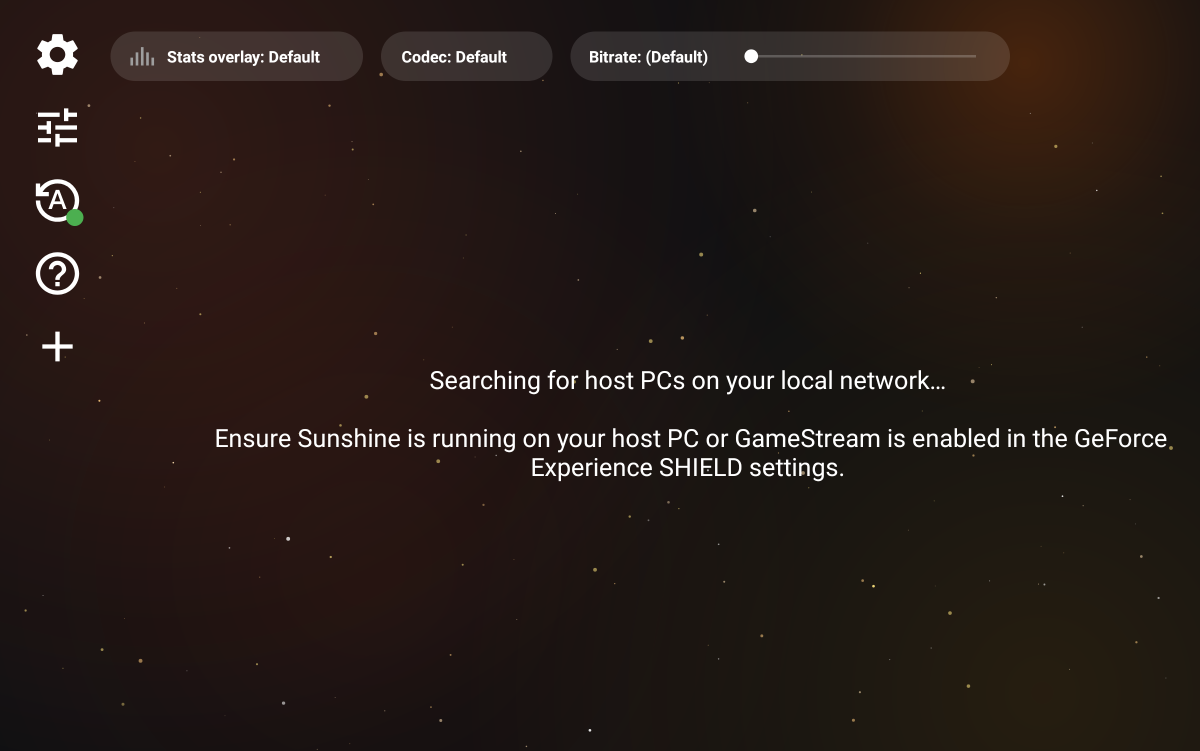 Stats overlay: Default
Codec: Default
Bitrate: (Default)
A
?
Searching for host PCs on your local network…
Ensure Sunshine is running on your host PC or GameStream is enabled in the GeForce
Experience SHIELD settings.